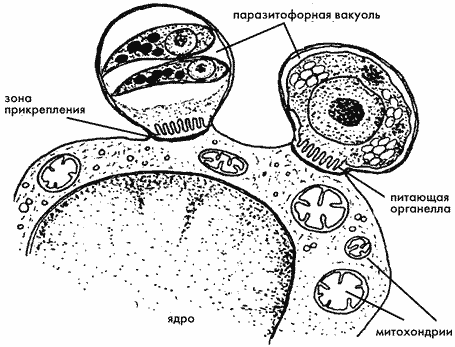 паразитофорная вакуоль
зона
прикрепления
питающая
органелла
ядро
митохондрии